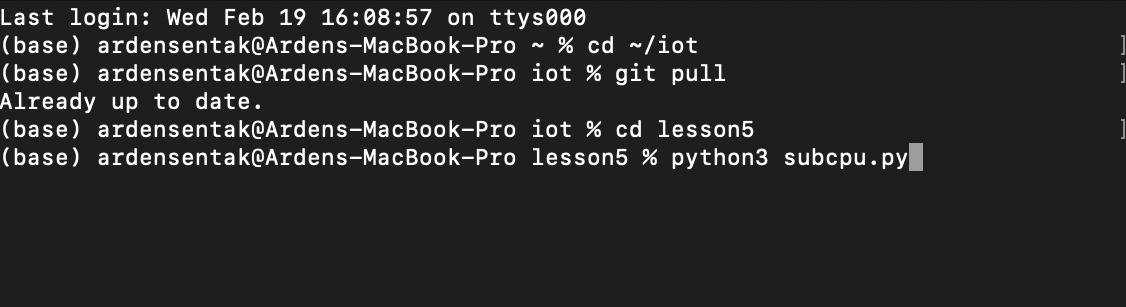 Last login: Wed Feb 19 16:08:57 on ttys000
(base) ardensentak@Ardens-MacBook-Pro ~ % cd ~/iot
(base) ardensentak@Ardens-MacBook-Pro iot % git pull
Already up to date.
(base) ardensentak@Ardens-MacBook-Pro iot % cd lesson5
(base) ardensentak@Ardens-MacBook-Pro lesson5 % python3 subcpu.py